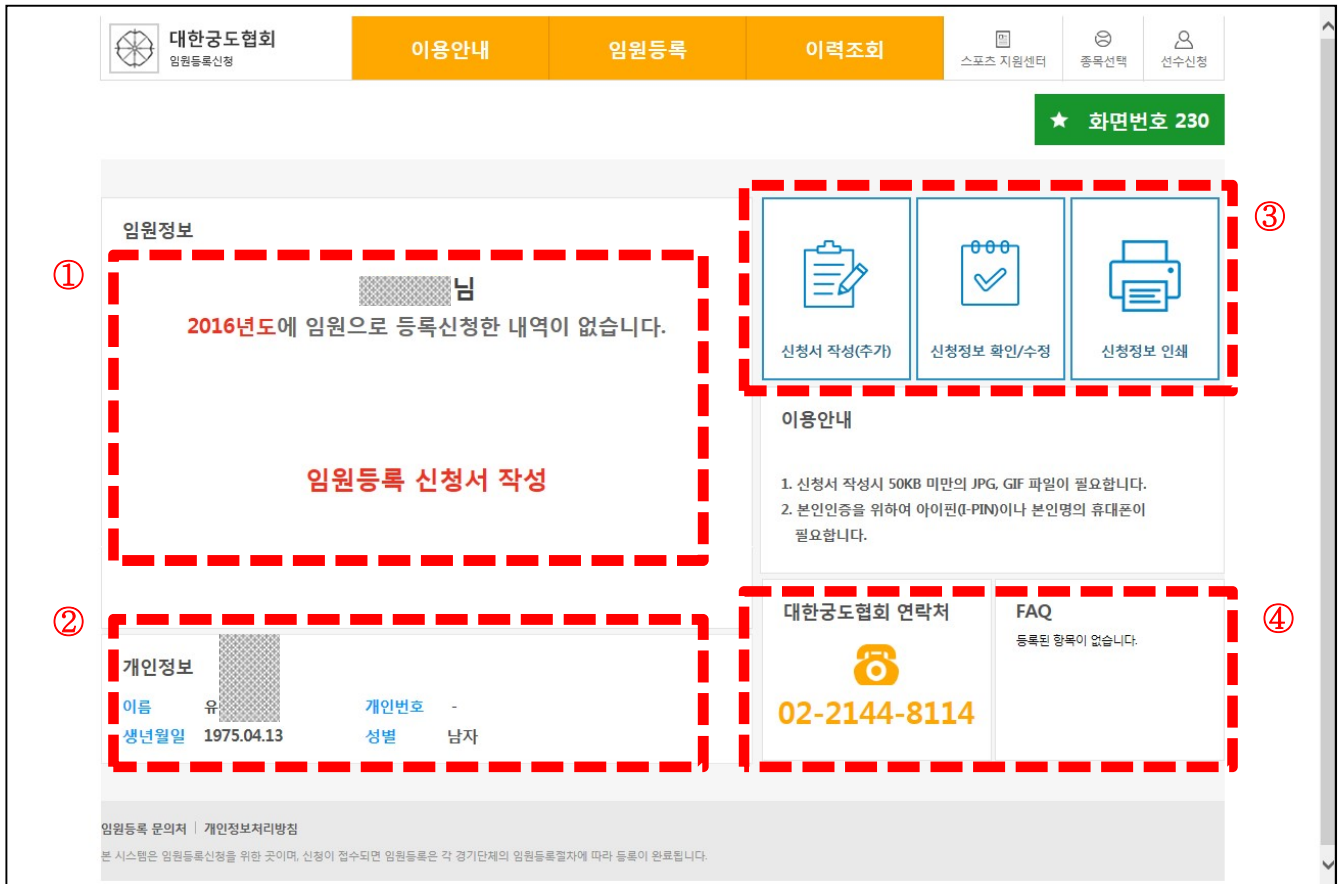 대한궁도협회
임원등록신청
이용안내
임원등록
이력조회
스포츠 지원센터
종목선택
선수신청
★ 화면번호 230
임원정보
①
님
2016년도에 임원으로 등록신청한 내역이 없습니다.
임원등록 신청서 작성
③
신청서 작성(추가)
신청정보 확인/수정
신청정보 인쇄
이용안내
1. 신청서 작성시 50KB 미만의 JPG, GIF 파일이 필요합니다.
2. 본인인증을 위하여 아이핀(I-PIN)이나 본인명의 휴대폰이
필요합니다.
②
개인정보
이름 유
개인번호 -
생년월일 1975.04.13
성별 남자
대한궁도협회 연락처
02-2144-8114
FAQ
등록된 항목이 없습니다.
④
임원등록 문의처 | 개인정보처리방침
본 시스템은 임원등록신청을 위한 곳이며, 신청이 접수되면 임원등록은 각 경기단체의 임원등록절차에 따라 등록이 완료됩니다.